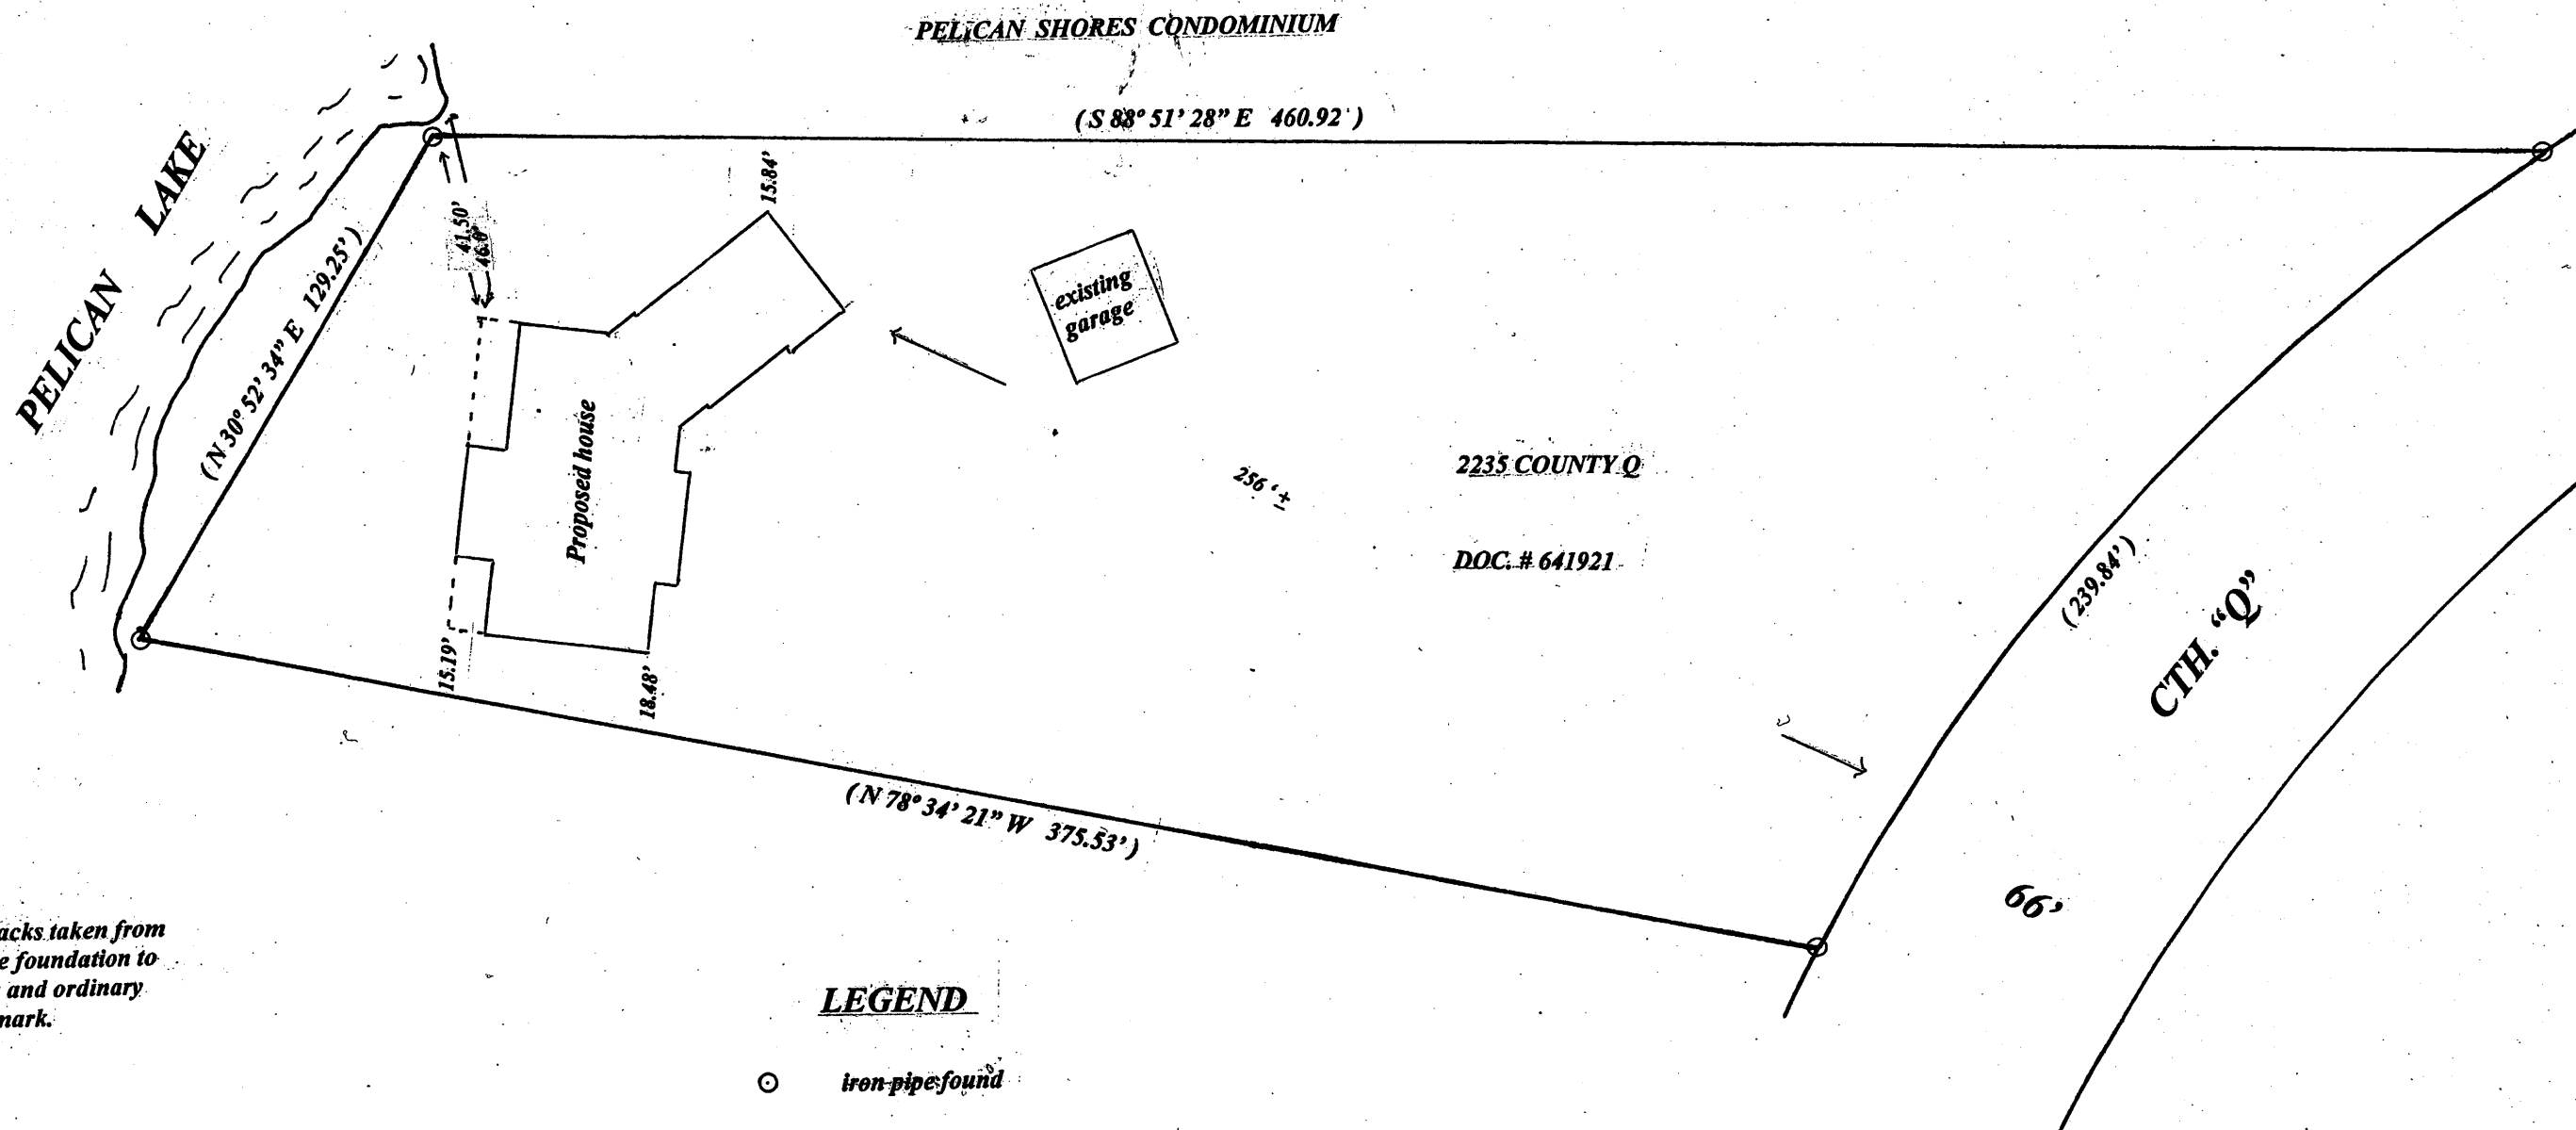 PELICAN SHORES CONDOMINIUM
( S 88° 51' 28" E 460.92' )
PELICAN LAKE
(N 30° 52' 34" E 129.25' )
41.50'
46.0'
15.84'
existing
garage
Proposed house
256 ' ±
2235 COUNTY Q
DOC. # 641921
( 239.84' )
CTH. "Q"
66'
15.19'
18.48'
( N 78° 34' 21" W 375.53' )
acks taken from
e foundation to
and ordinary
mark.
LEGEND
iron pipe found